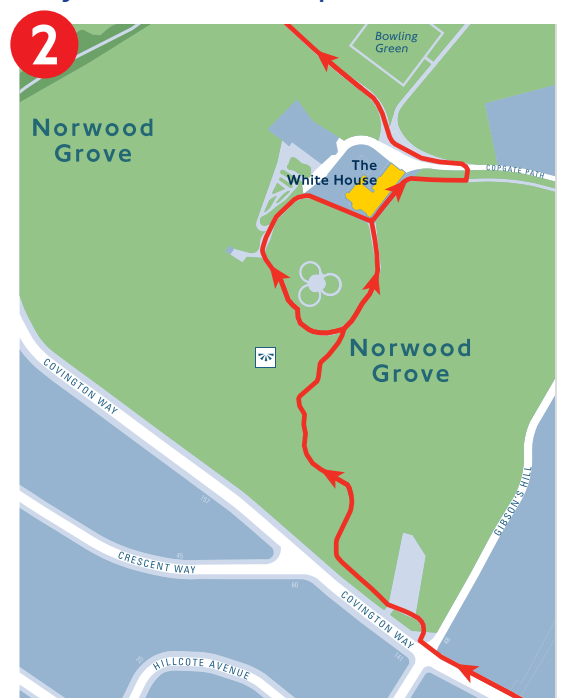 2
Bowling
Green
Norwood
Grove
The
White House
COPGATE PATH
Norwood
Grove
COVINGTON WAY
GIBSON'S HILL
CRESCENT WAY
COVINGTON WAY
HILLCOTE AVENUE